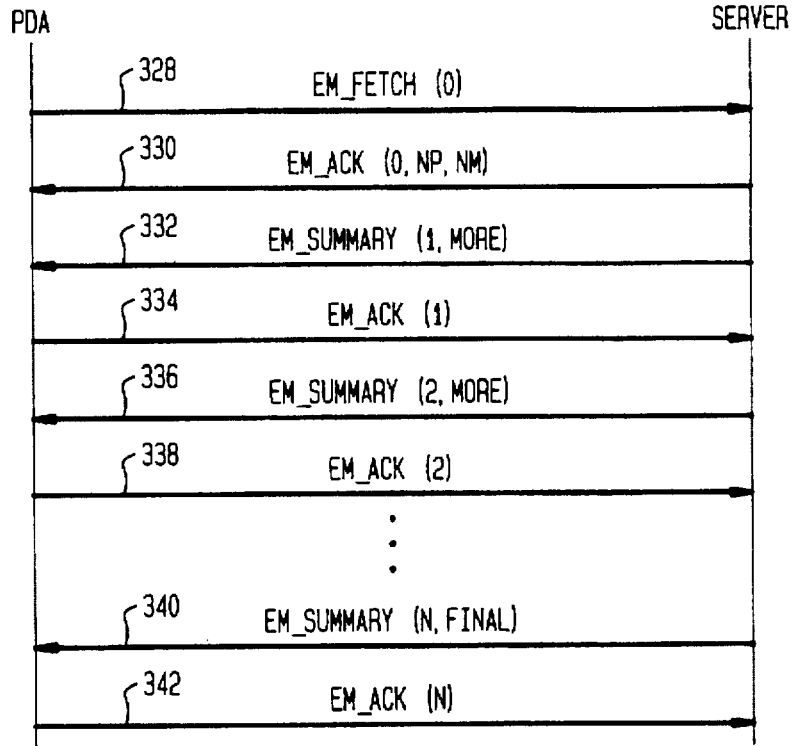 PDA
SERVER
328
EM_FETCH (0)
330
EM_ACK (0, NP, NM)
332
EM_SUMMARY (1, MORE)
334
EM_ACK (1)
336
EM_SUMMARY (2, MORE)
338
EM_ACK (2)
340
EM_SUMMARY (N, FINAL)
342
EM_ACK (N)